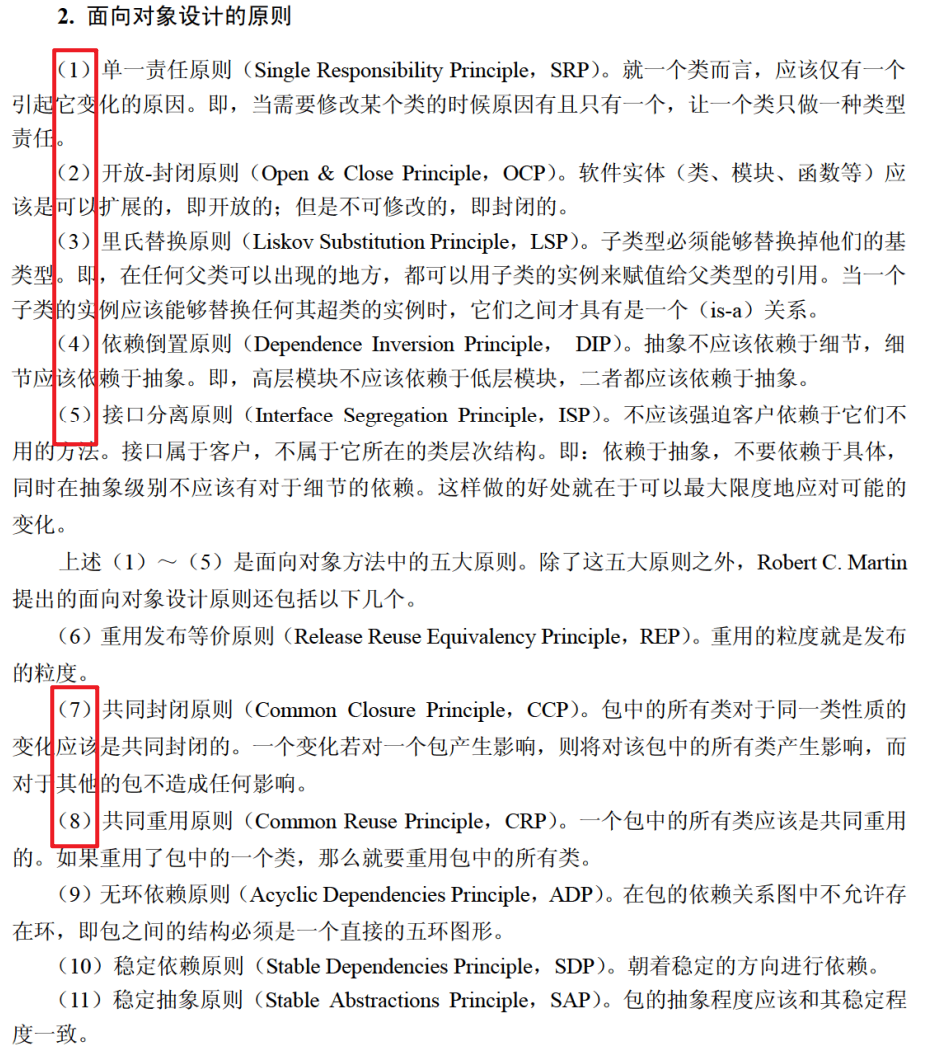 2. 面向对象设计的原则
（1）单一责任原则（Single Responsibility Principle，SRP）。就一个类而言，应该仅有一个
引起它变化的原因。即，当需要修改某个类的时候原因有且只有一个，让一个类只做一种类型
责任。
（2）开放-封闭原则（Open & Close Principle，OCP）。软件实体（类、模块、函数等）应
该是可以扩展的，即开放的；但是不可修改的，即封闭的。
（3）里氏替换原则（Liskov Substitution Principle，LSP）。子类型必须能够替换掉他们的基
类型。即，在任何父类可以出现的地方，都可以用子类的实例来赋值给父类型的引用。当一个
子类的实例应该能够替换任何其超类的实例时，它们之间才具有是一个（is-a）关系。
（4）依赖倒置原则（Dependence Inversion Principle， DIP）。抽象不应该依赖于细节，细
节应该依赖于抽象。即，高层模块不应该依赖于低层模块，二者都应该依赖于抽象。
（5）接口分离原则（Interface Segregation Principle，ISP）。不应该强迫客户依赖于它们不
用的方法。接口属于客户，不属于它所在的类层次结构。即：依赖于抽象，不要依赖于具体，
同时在抽象级别不应该有对于细节的依赖。这样做的好处就在于可以最大限度地应对可能的
变化。
上述（1）～（5）是面向对象方法中的五大原则。除了这五大原则之外，Robert C. Martin
提出的面向对象设计原则还包括以下几个。
（6）重用发布等价原则（Release Reuse Equivalency Principle，REP）。重用的粒度就是发布
的粒度。
（7）共同封闭原则（Common Closure Principle，CCP）。包中的所有类对于同一类性质的
变化应该是共同封闭的。一个变化若对一个包产生影响，则将对该包中的所有类产生影响，而
对于其他的包不造成任何影响。
（8）共同重用原则（Common Reuse Principle，CRP）。一个包中的所有类应该是共同重用
的。如果重用了包中的一个类，那么就要重用包中的所有类。
（9）无环依赖原则（Acyclic Dependencies Principle，ADP）。在包的依赖关系图中不允许存
在环，即包之间的结构必须是一个直接的五环图形。
（10）稳定依赖原则（Stable Dependencies Principle，SDP）。朝着稳定的方向进行依赖。
（11）稳定抽象原则（Stable Abstractions Principle，SAP）。包的抽象程度应该和其稳定程
度一致。